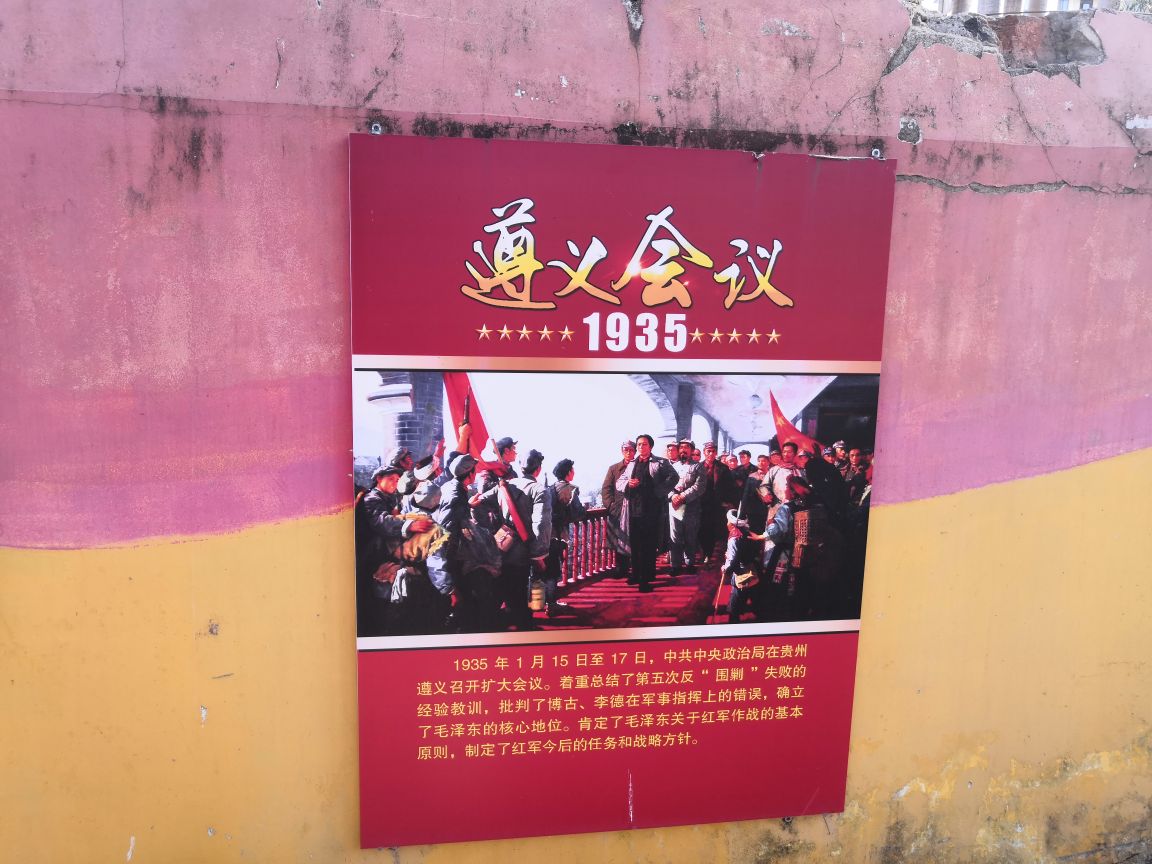 遵义会议
1935
1935 年 1 月 15 日至 17 日，中共中央政治局在贵州
遵义召开扩大会议。着重总结了第五次反“围剿”失败的
经验教训，批判了博古、李德在军事指挥上的错误，确立
了毛泽东的核心地位。肯定了毛泽东关于红军作战的基本
原则，制定了红军今后的任务和战略方针。